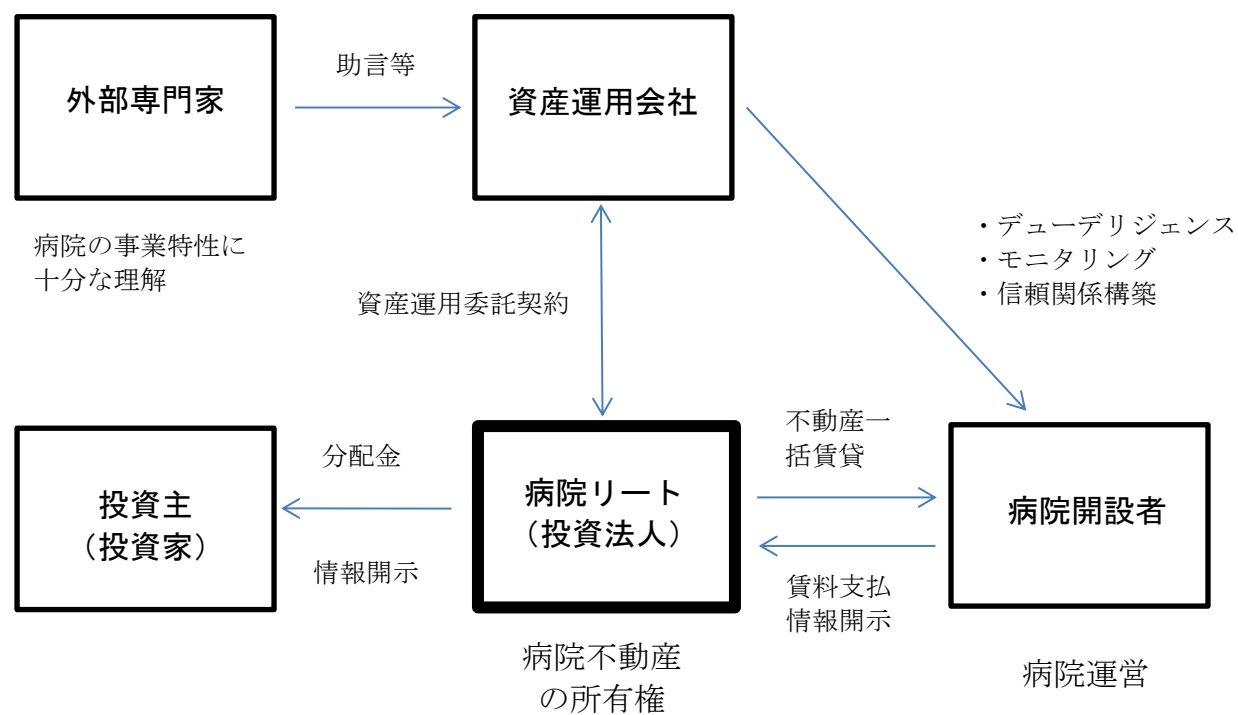 外部専門家
助言等
資産運用会社
病院の事業特性に
十分な理解
・デューデリジェンス
・モニタリング
・信頼関係構築
資産運用委託契約
投資主
（投資家）
分配金
情報開示
病院リート
（投資法人）
不動産一
括賃貸
賃料支払
情報開示
病院開設者
病院不動産
の所有権
病院運営